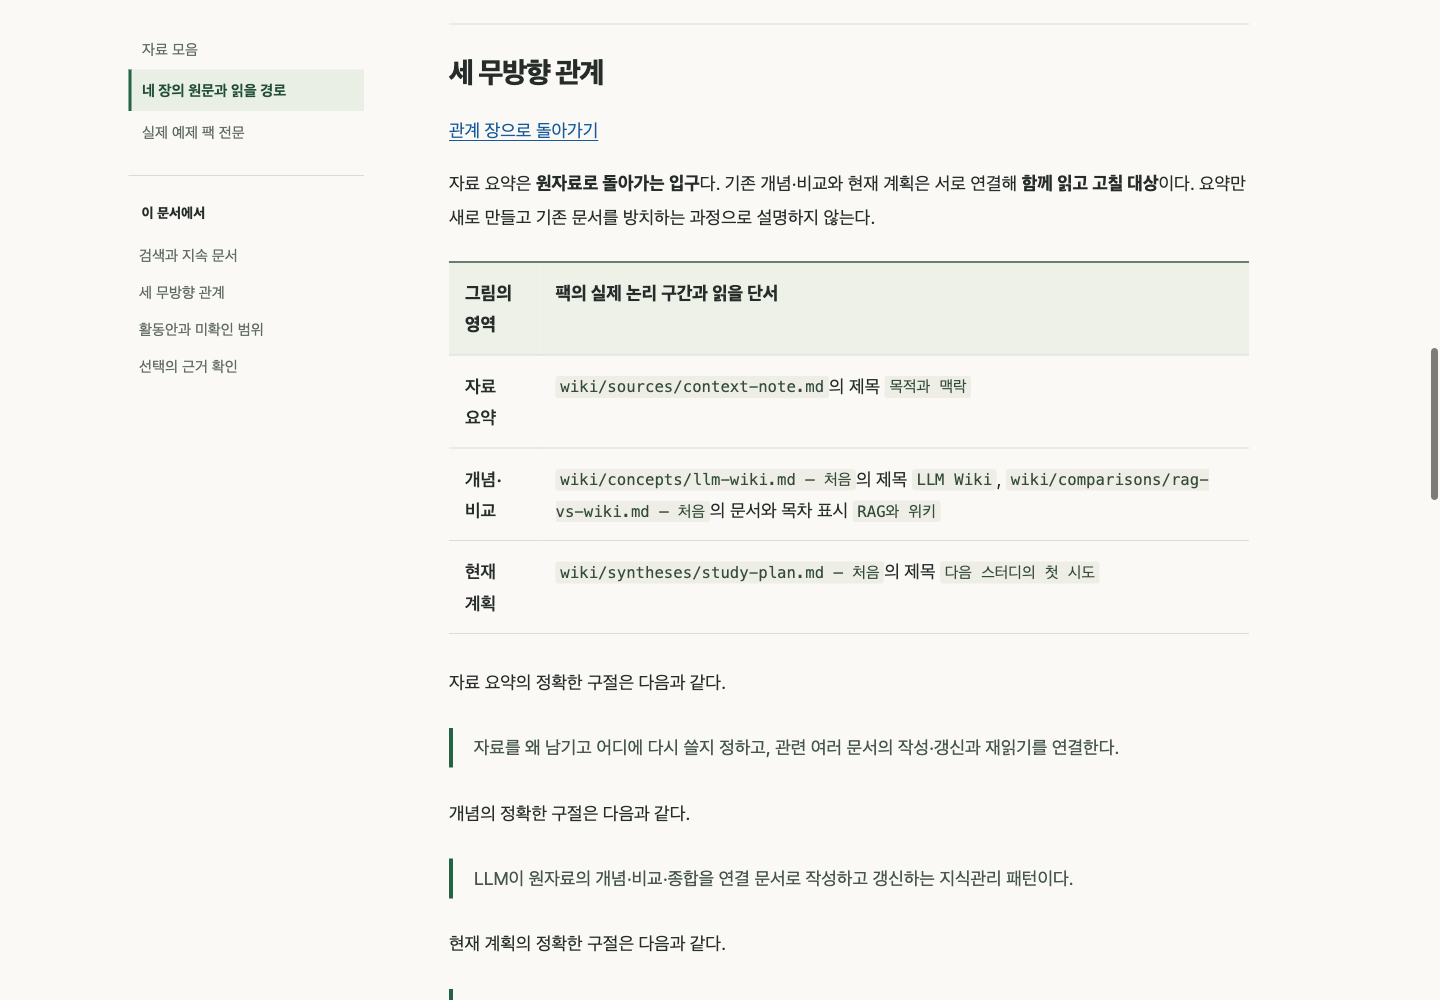 자료 모음
네 장의 원문과 읽을 경로
실제 예제 팩 전문
이 문서에서
검색과 지속 문서
세 무방향 관계
활동안과 미확인 범위
선택의 근거 확인
세 무방향 관계
관계 장으로 돌아가기
자료 요약은 원자료로 돌아가는 입구다. 기존 개념·비교와 현재 계획은 서로 연결해 함께 읽고 고칠 대상이다. 요약만
새로 만들고 기존 문서를 방치하는 과정으로 설명하지 않는다.
그림의 팩의 실제 논리 구간과 읽을 단서
영역
자료 wiki/sources/context-note.md의 제목 목적과 맥락
요약
개념· wiki/concepts/llm-wiki.md — 처음의 제목 LLM Wiki, wiki/comparisons/rag-
비교 vs-wiki.md — 처음의 문서와 목차 표시 RAG와 위키
현재 wiki/syntheses/study-plan.md — 처음의 제목 다음 스터디의 첫 시도
계획
자료 요약의 정확한 구절은 다음과 같다.
자료를 왜 남기고 어디에 다시 쓸지 정하고, 관련 여러 문서의 작성·갱신과 재읽기를 연결한다.
개념의 정확한 구절은 다음과 같다.
LLM이 원자료의 개념·비교·종합을 연결 문서로 작성하고 갱신하는 지식관리 패턴이다.
현재 계획의 정확한 구절은 다음과 같다.